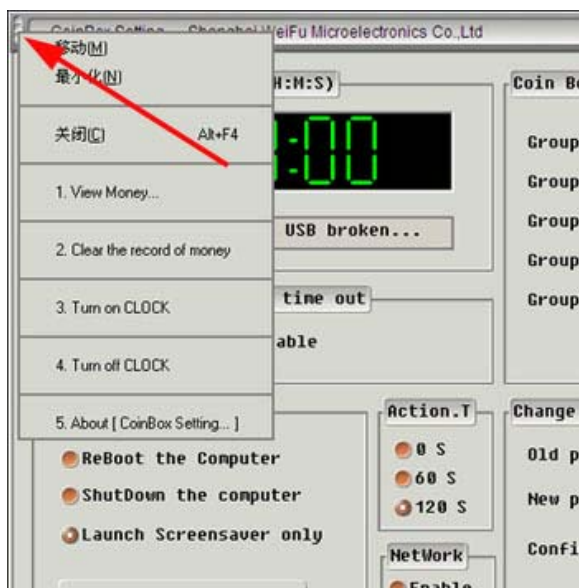 CoinBox Setting... Shanghai WeiFu Microelectronics Co.,Ltd
移动(M)
最小化(N)
关闭(C) Alt+F4
1. View Money...
2. Clear the record of money
3. Turn on CLOCK
4. Turn off CLOCK
5. About [ CoinBox Setting... ]
H:M:S)
:00
USB broken...
time out
able
ReBoot the Computer
ShutDown the computer
Launch Screensaver only
Action.T
0 S
60 S
120 S
NetWork
Enable
Coin B
Group
Group
Group
Group
Group
Change
Old p
New p
Confi